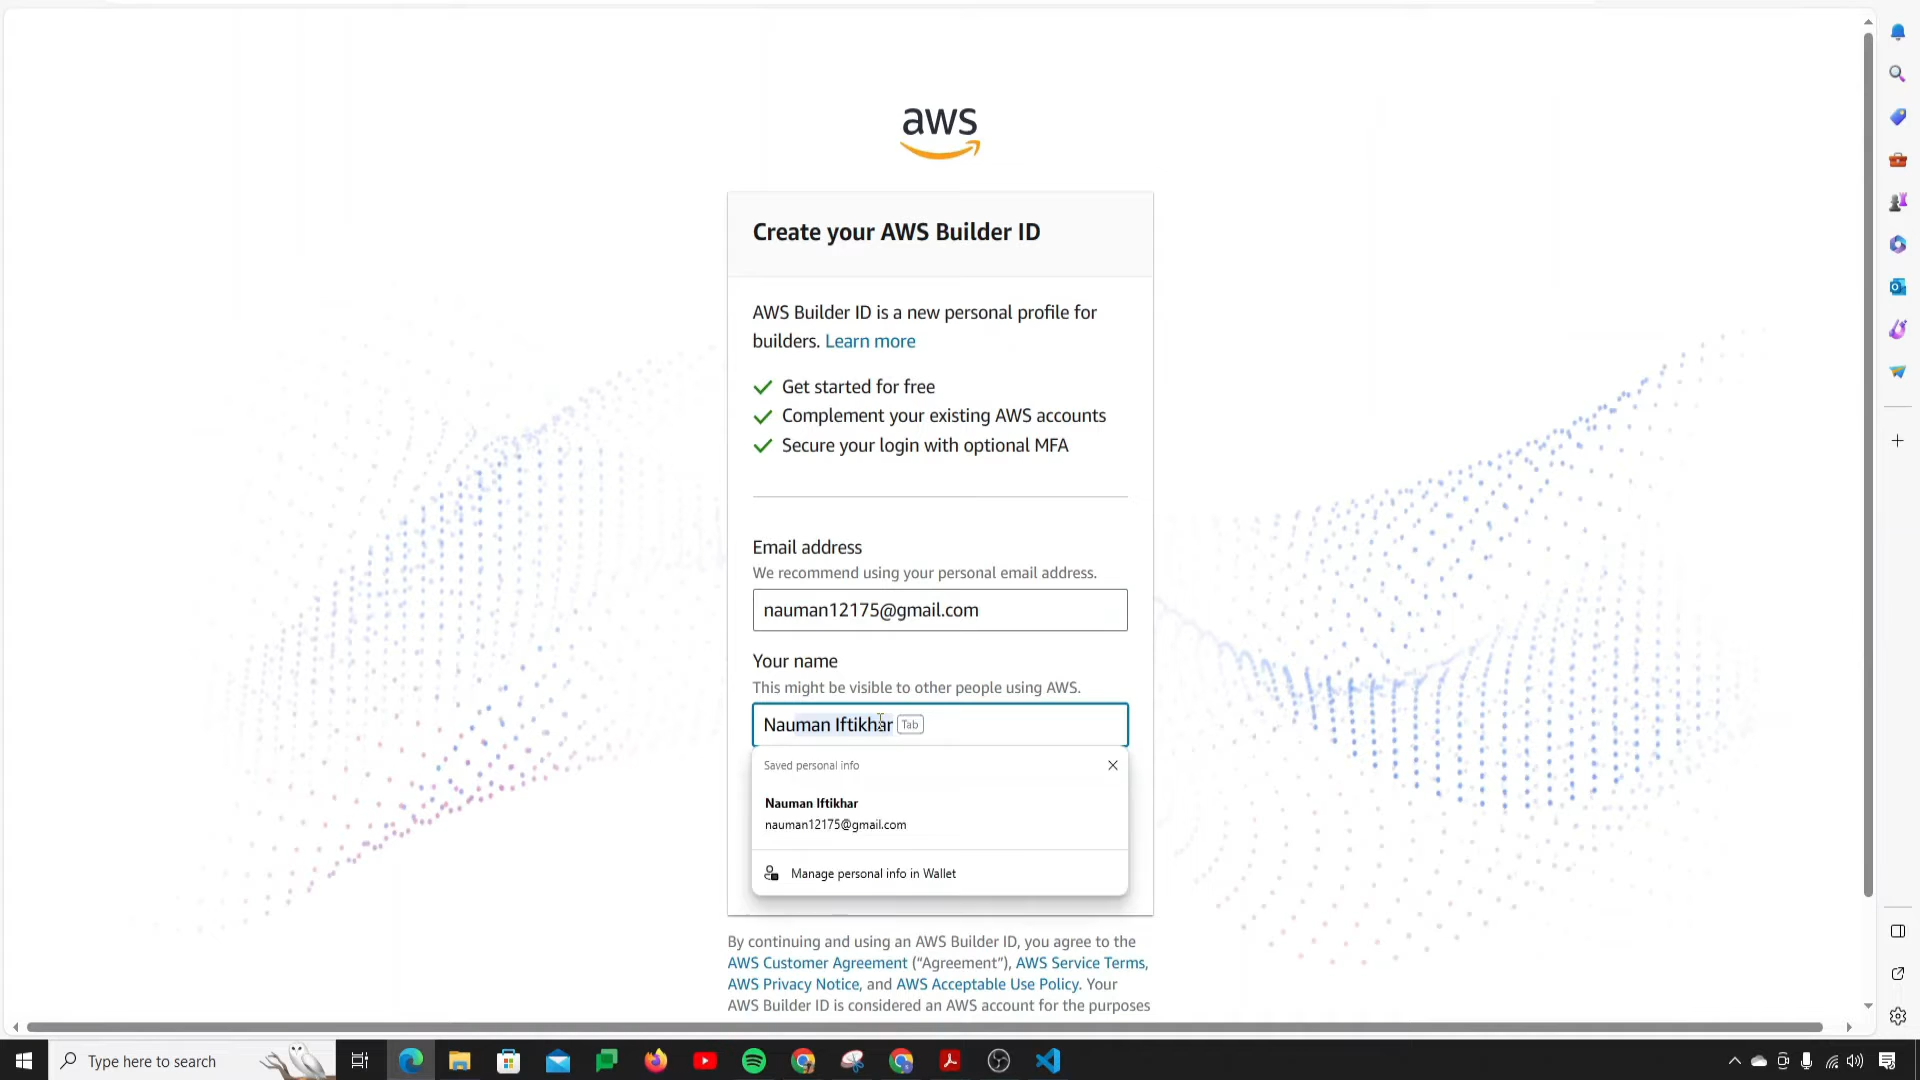 aws
Create your AWS Builder ID
AWS Builder ID is a new personal profile for
builders. Learn more
Get started for free
Complement your existing AWS accounts
Secure your login with optional MFA
Email address
We recommend using your personal email address.
nauman12175@gmail.com
Your name
This might be visible to other people using AWS.
Nauman Iftikhar Tab
Saved personal info
Nauman Iftikhar
nauman12175@gmail.com
Manage personal info in Wallet
By continuing and using an AWS Builder ID, you agree to the
AWS Customer Agreement (“Agreement”), AWS Service Terms,
AWS Privacy Notice, and AWS Acceptable Use Policy. Your
AWS Builder ID is considered an AWS account for the purposes
Type here to search